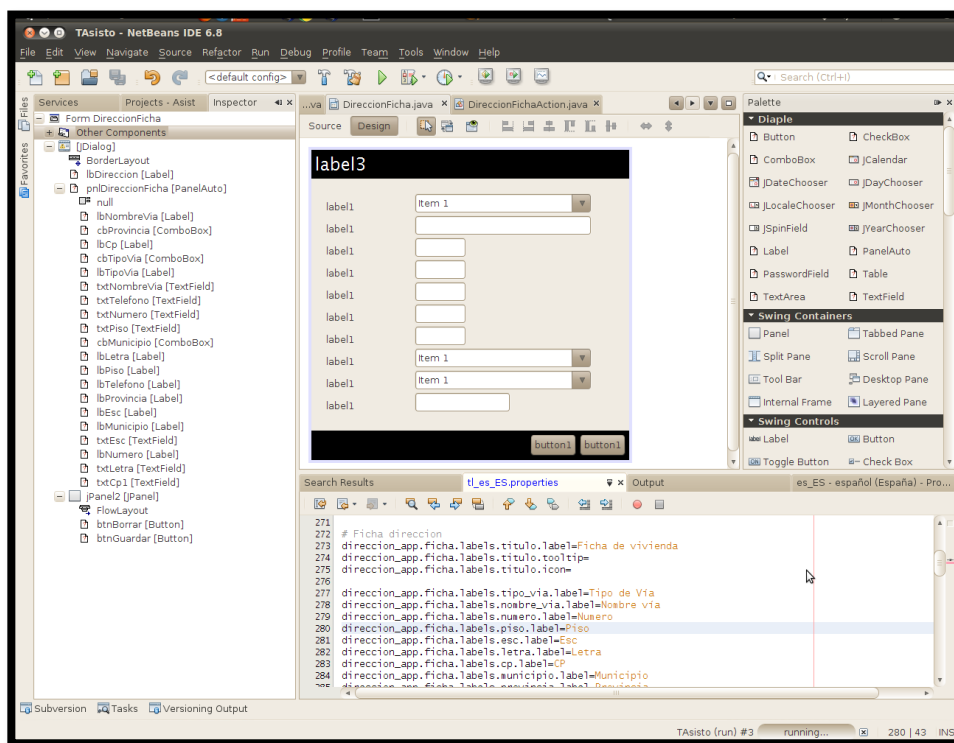 TAsisto - NetBeans IDE 6.8
File Edit View Navigate Source Refactor Run Debug Profile Team Tools Window Help
<default config>
Search (Ctrl+I)
Files
Favorites
Services Projects - Asist Inspector
Form DireccionFicha
Other Components
[JDialog]
BorderLayout
lbDireccion [Label]
pnlDireccionFicha [PanelAuto]
null
lbNombreVia [Label]
cbProvincia [ComboBox]
lbCp [Label]
cbTipoVia [ComboBox]
lbTipoVia [Label]
txtNombreVia [TextField]
txtTelefono [TextField]
txtNumero [TextField]
txtPiso [TextField]
cbMunicipio [ComboBox]
lbLetra [Label]
lbPiso [Label]
lbTelefono [Label]
lbProvincia [Label]
lbEsc [Label]
lbMunicipio [Label]
txtEsc [TextField]
lbNumero [Label]
txtLetra [TextField]
txtCp1 [TextField]
jPanel2 [JPanel]
FlowLayout
btnBorrar [Button]
btnGuardar [Button]
...va DireccionFicha.java DireccionFichaAction.java
Source Design
label3
label1 Item 1
label1
label1
label1
label1
label1
label1
label1 Item 1
label1 Item 1
label1
button1 button1
Palette
Diaple
Button CheckBox
ComboBox JCalendar
JDateChooser JDayChooser
JLocaleChooser JMonthChooser
JSpinField JYearChooser
Label PanelAuto
PasswordField Table
TextArea TextField
Swing Containers
Panel Tabbed Pane
Split Pane Scroll Pane
Tool Bar Desktop Pane
Internal Frame Layered Pane
Swing Controls
Label Button
Toggle Button Check Box
Search Results tl_es_ES.properties Output es_ES - español (España) - Pro...
271
272 # Ficha direccion
273 direccion_app.ficha.labels.titulo.label=Ficha de vivienda
274 direccion_app.ficha.labels.titulo.tooltip=
275 direccion_app.ficha.labels.titulo.icon=
276
277 direccion_app.ficha.labels.tipo_via.label=Tipo de Vía
278 direccion_app.ficha.labels.nombre_via.label=Nombre vía
279 direccion_app.ficha.labels.numero.label=Numero
280 direccion_app.ficha.labels.piso.label=Piso
281 direccion_app.ficha.labels.esc.label=Esc
282 direccion_app.ficha.labels.letra.label=Letra
283 direccion_app.ficha.labels.cp.label=CP
284 direccion_app.ficha.labels.municipio.label=Municipio
285 direccion_app.ficha.labels.provincia.label=Provincia
Subversion Tasks Versioning Output
TAsisto (run) #3 running... 280 | 43 INS